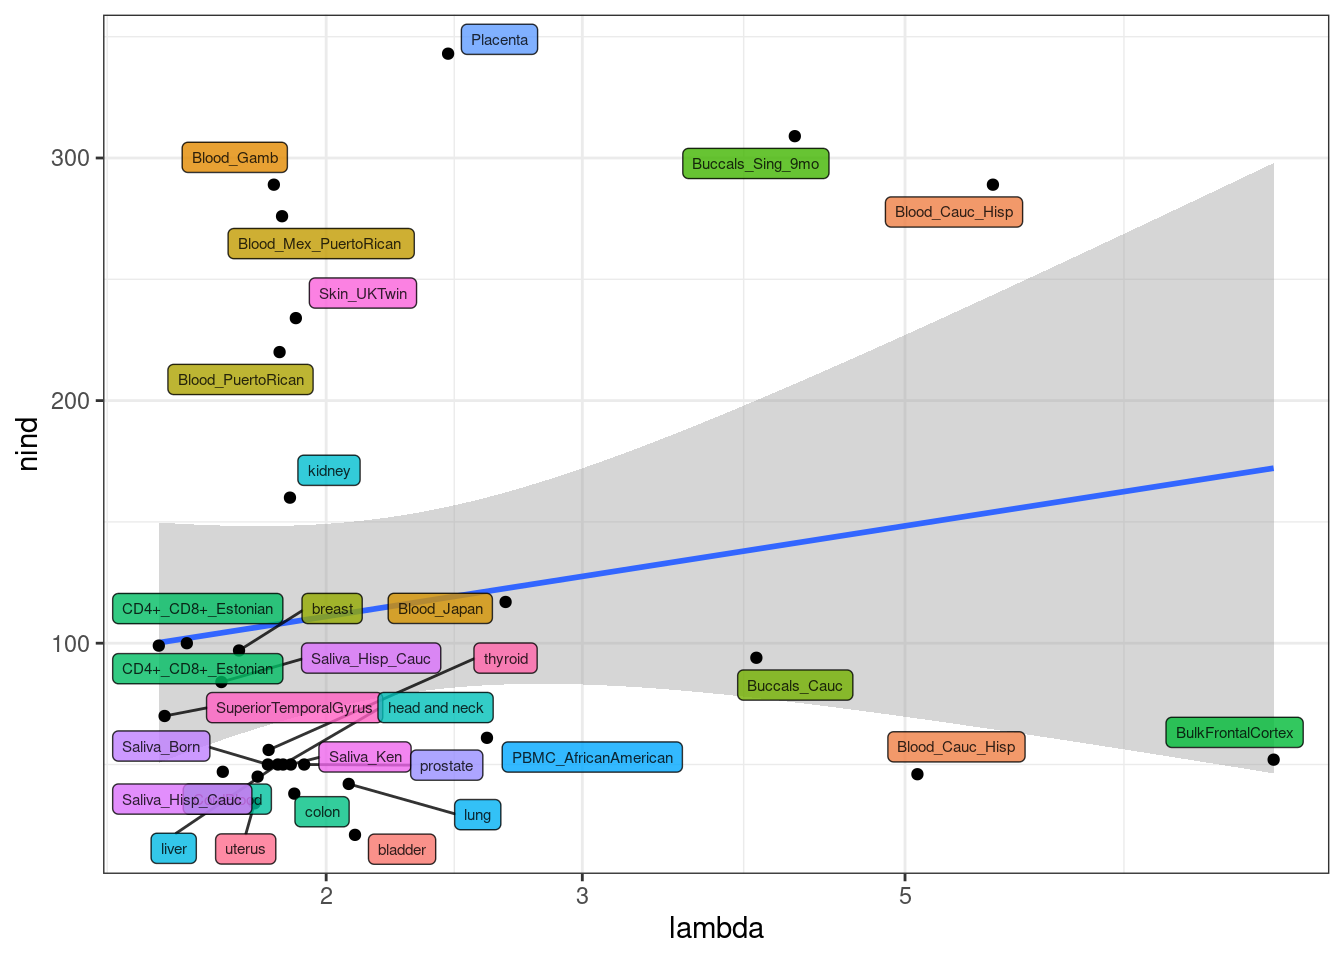 Placenta
300
Blood_Gamb
Buccals_Sing_9mo
Blood_Cauc_Hisp
Blood_Mex_PuertoRican
Skin_UKTwin
Blood_PuertoRican
200
kidney
nind
CD4+_CD8+_Estonian
breast
Blood_Japan
100
CD4+_CD8+_Estonian
Saliva_Hisp_Cauc
thyroid
Buccals_Cauc
SuperiorTemporalGyrus
head and neck
Saliva_Born
Saliva_Ken
prostate
PBMC_AfricanAmerican
Blood_Cauc_Hisp
BulkFrontalCortex
Saliva_Hisp_Cauc
colon
lung
liver
uterus
bladder
2
3
5
lambda